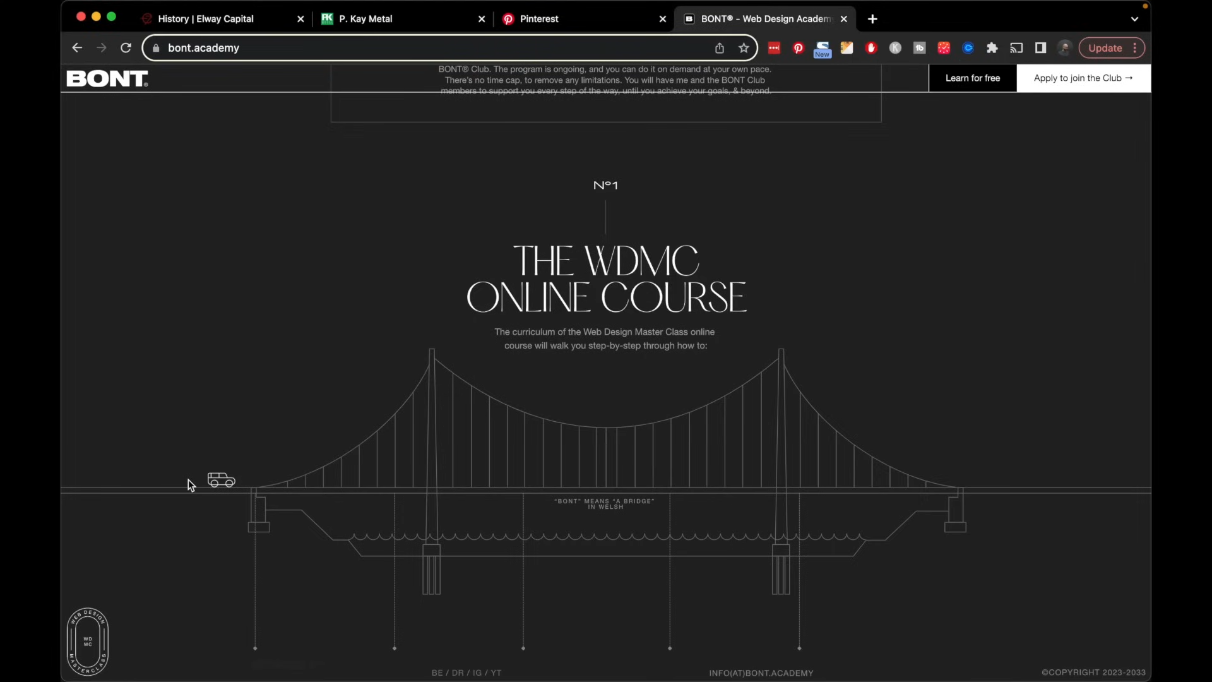 History | Elway Capital
P. Kay Metal
Pinterest
BONT® - Web Design Academ
bont.academy
New
Update
BONT®
BONT® Club. The program is ongoing, and you can do it on demand at your own pace.
There's no time cap, to remove any limitations. You will have me and the BONT Club
members to support you every step of the way, until you achieve your goals, & beyond.
Learn for free
Apply to join the Club →
Nº1
THE WDMC
ONLINE COURSE
The curriculum of the Web Design Master Class online
course will walk you step-by-step through how to:
"BONT" MEANS "A BRIDGE"
IN WELSH
WEB DESIGN
WD
MC
MASTERCLASS
BE / DR / IG / YT
INFO(AT)BONT.ACADEMY
©COPYRIGHT 2023-2033